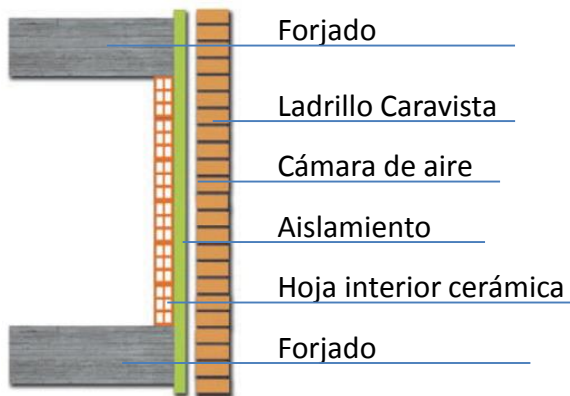 Forjado
Ladrillo Caravista
Cámara de aire
Aislamiento
Hoja interior cerámica
Forjado